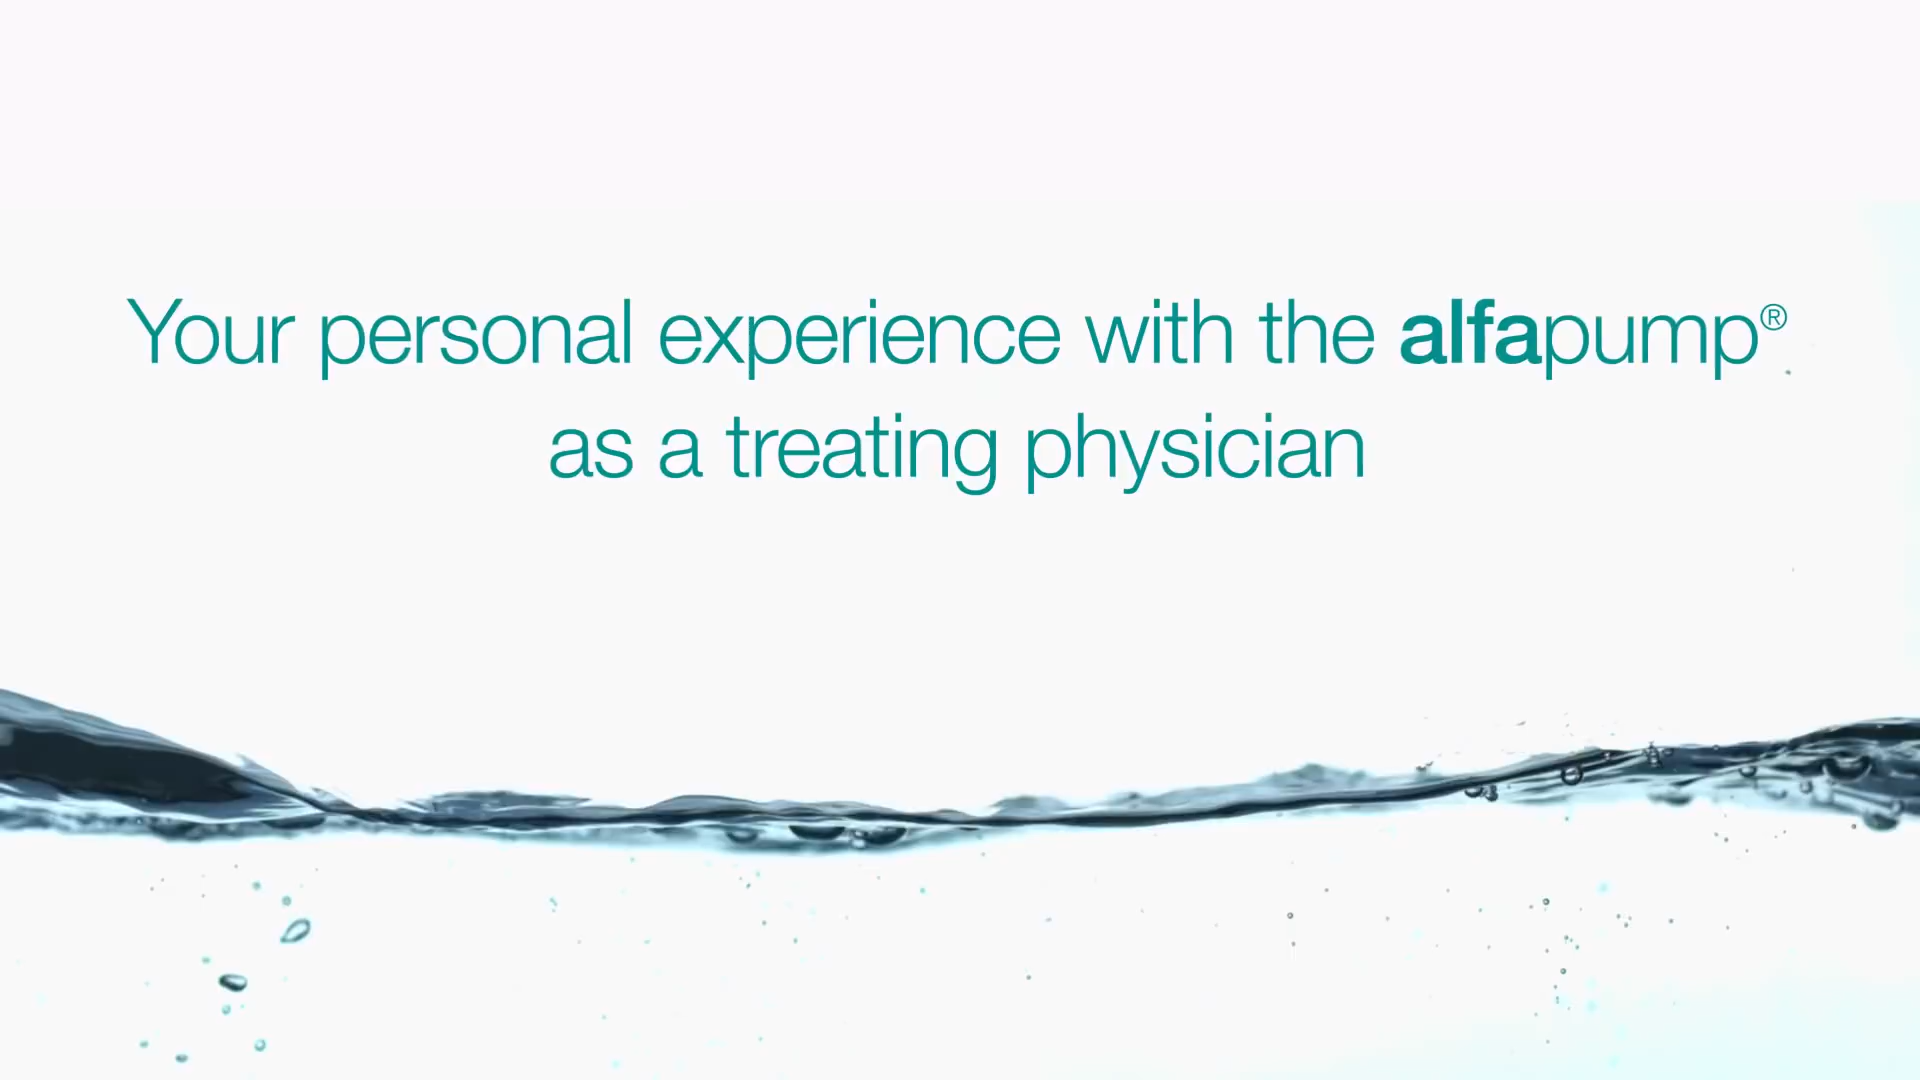 Your personal experience with the alfapump®
as a treating physician